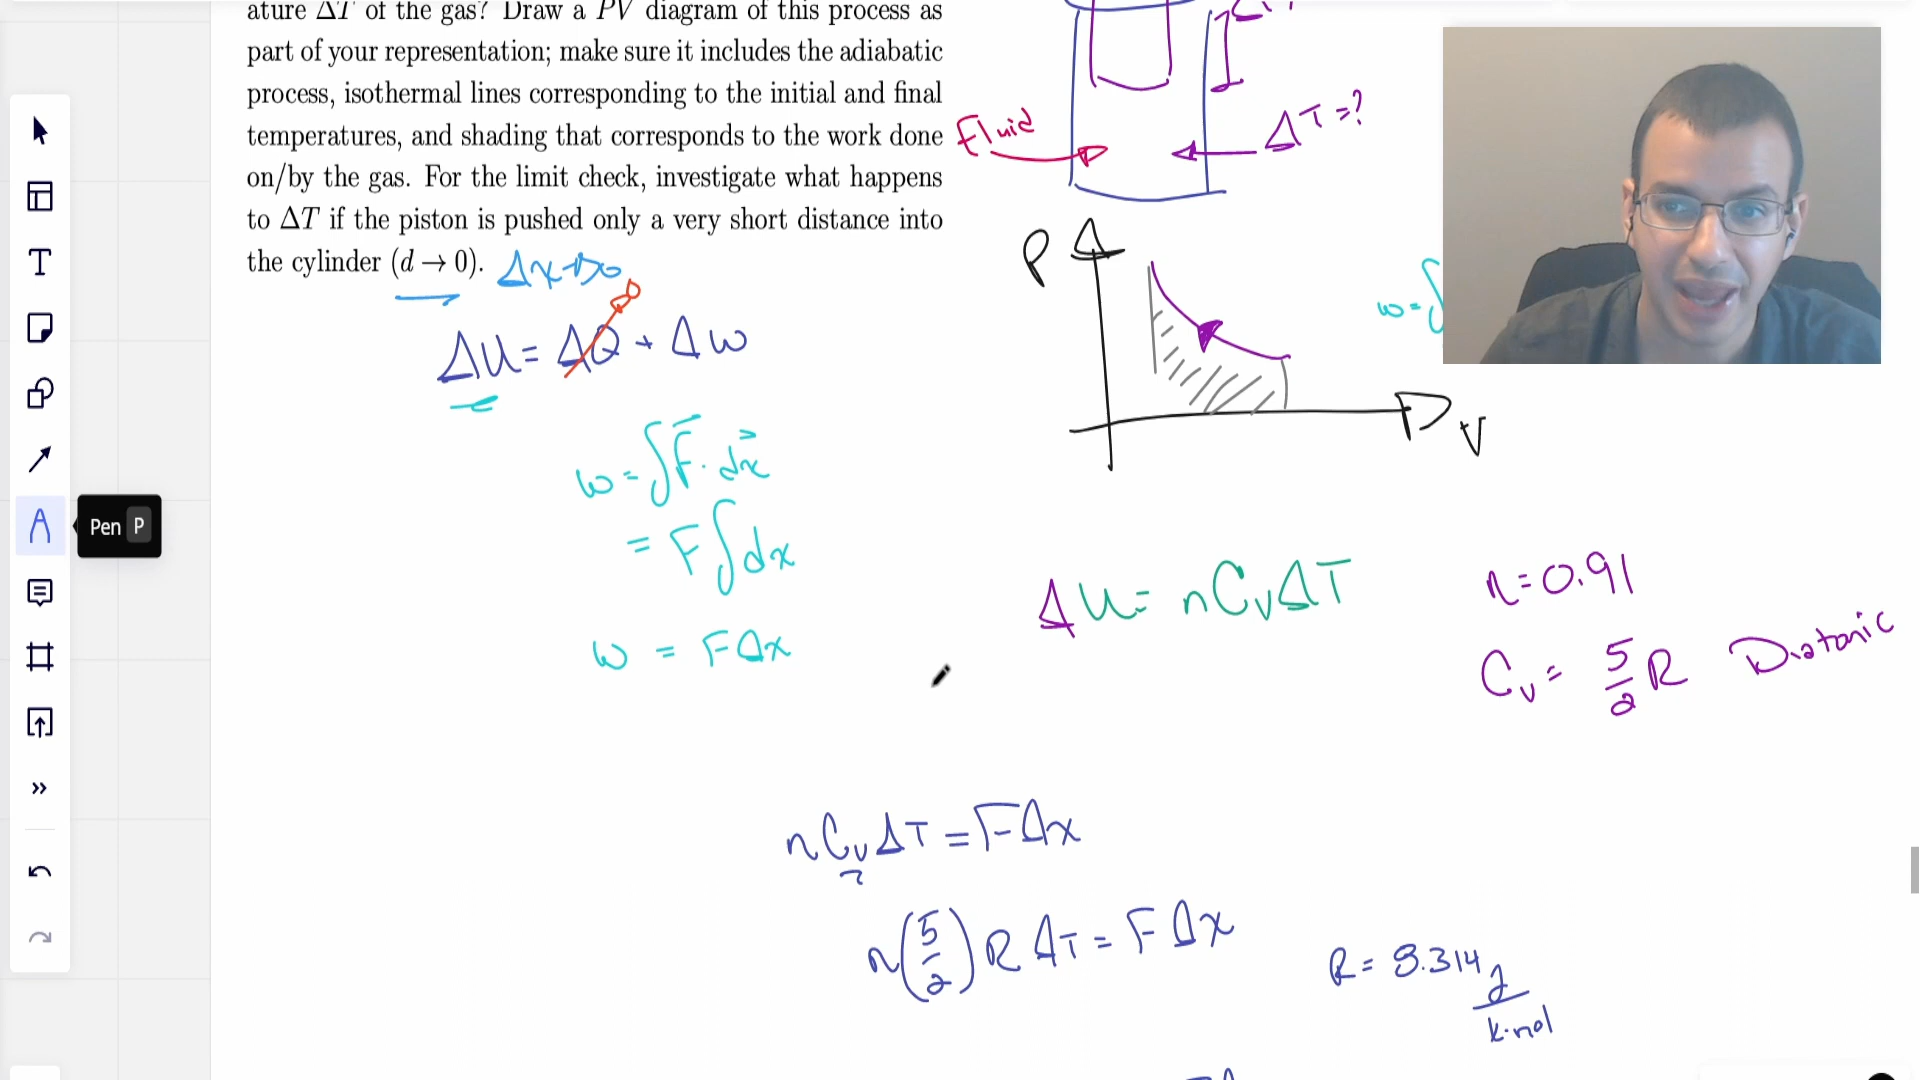 ature ΔT of the gas? Draw a PV diagram of this process as
part of your representation; make sure it includes the adiabatic
process, isothermal lines corresponding to the initial and final
temperatures, and shading that corresponds to the work done
on/by the gas. For the limit check, investigate what happens
to ΔT if the piston is pushed only a very short distance into
the cylinder (d → 0).
Δx→0
ΔU = ΔQ + ΔW
0
W = ∫F⃗ · dx⃗
= F∫dx
W = FΔx
Fluid
ΔT = ?
P
V
W = ∫
ΔU = nCvΔT
n = 0.91
Cv = 5/2 R Diatomic
nCvΔT = FΔx
n(5/2)RΔT = FΔx
R = 8.314 J/k·mol
Pen P
T